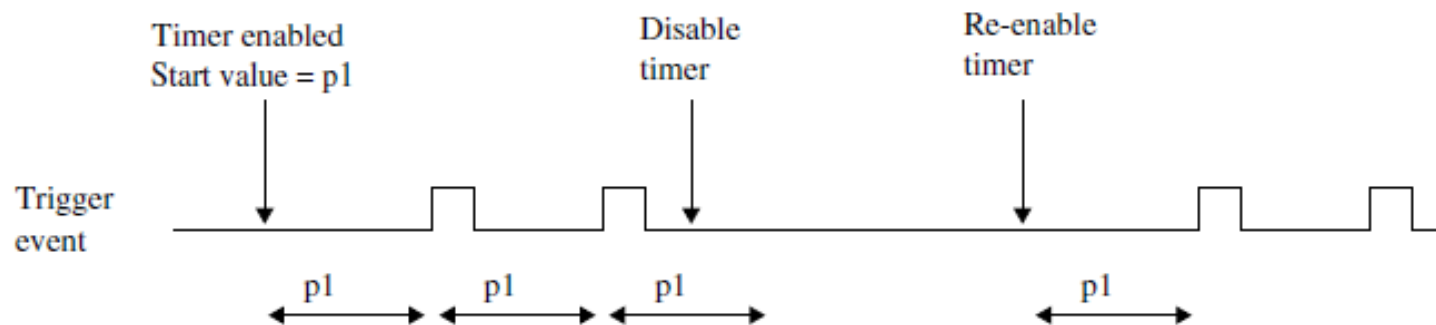 Timer enabled
Start value = p1
Disable
timer
Re-enable
timer
Trigger
event
p1
p1
p1
p1